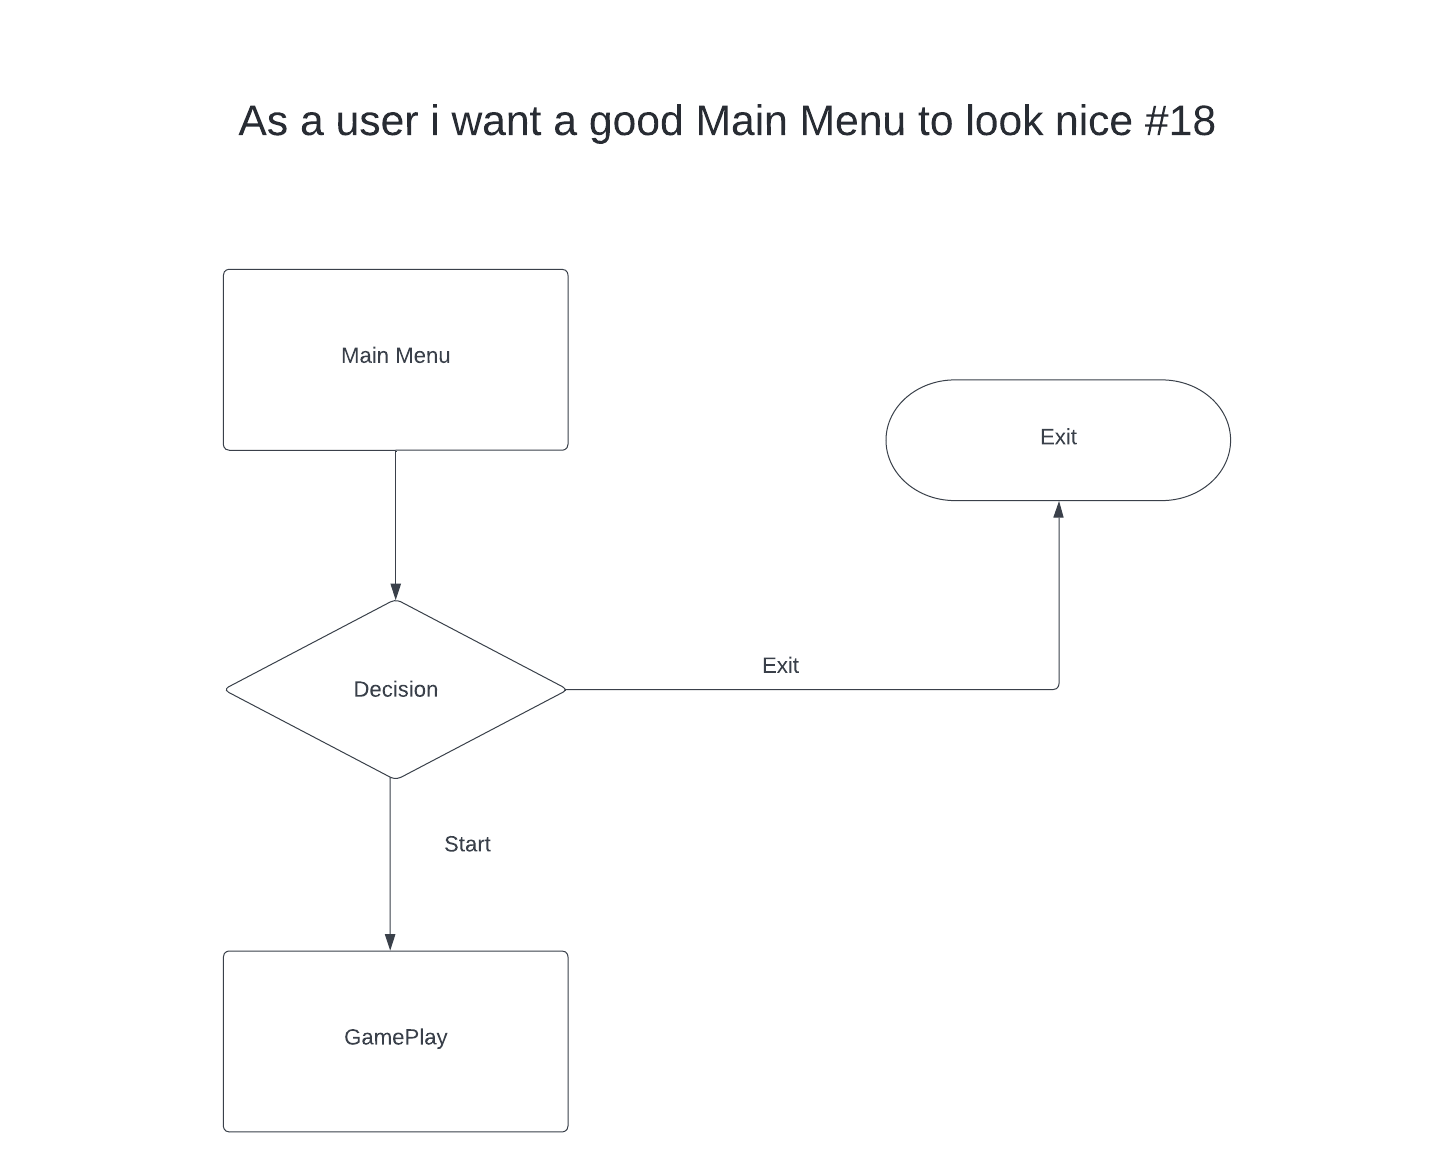 As a user i want a good Main Menu to look nice #18
Main Menu
Exit
Exit
Decision
Start
GamePlay